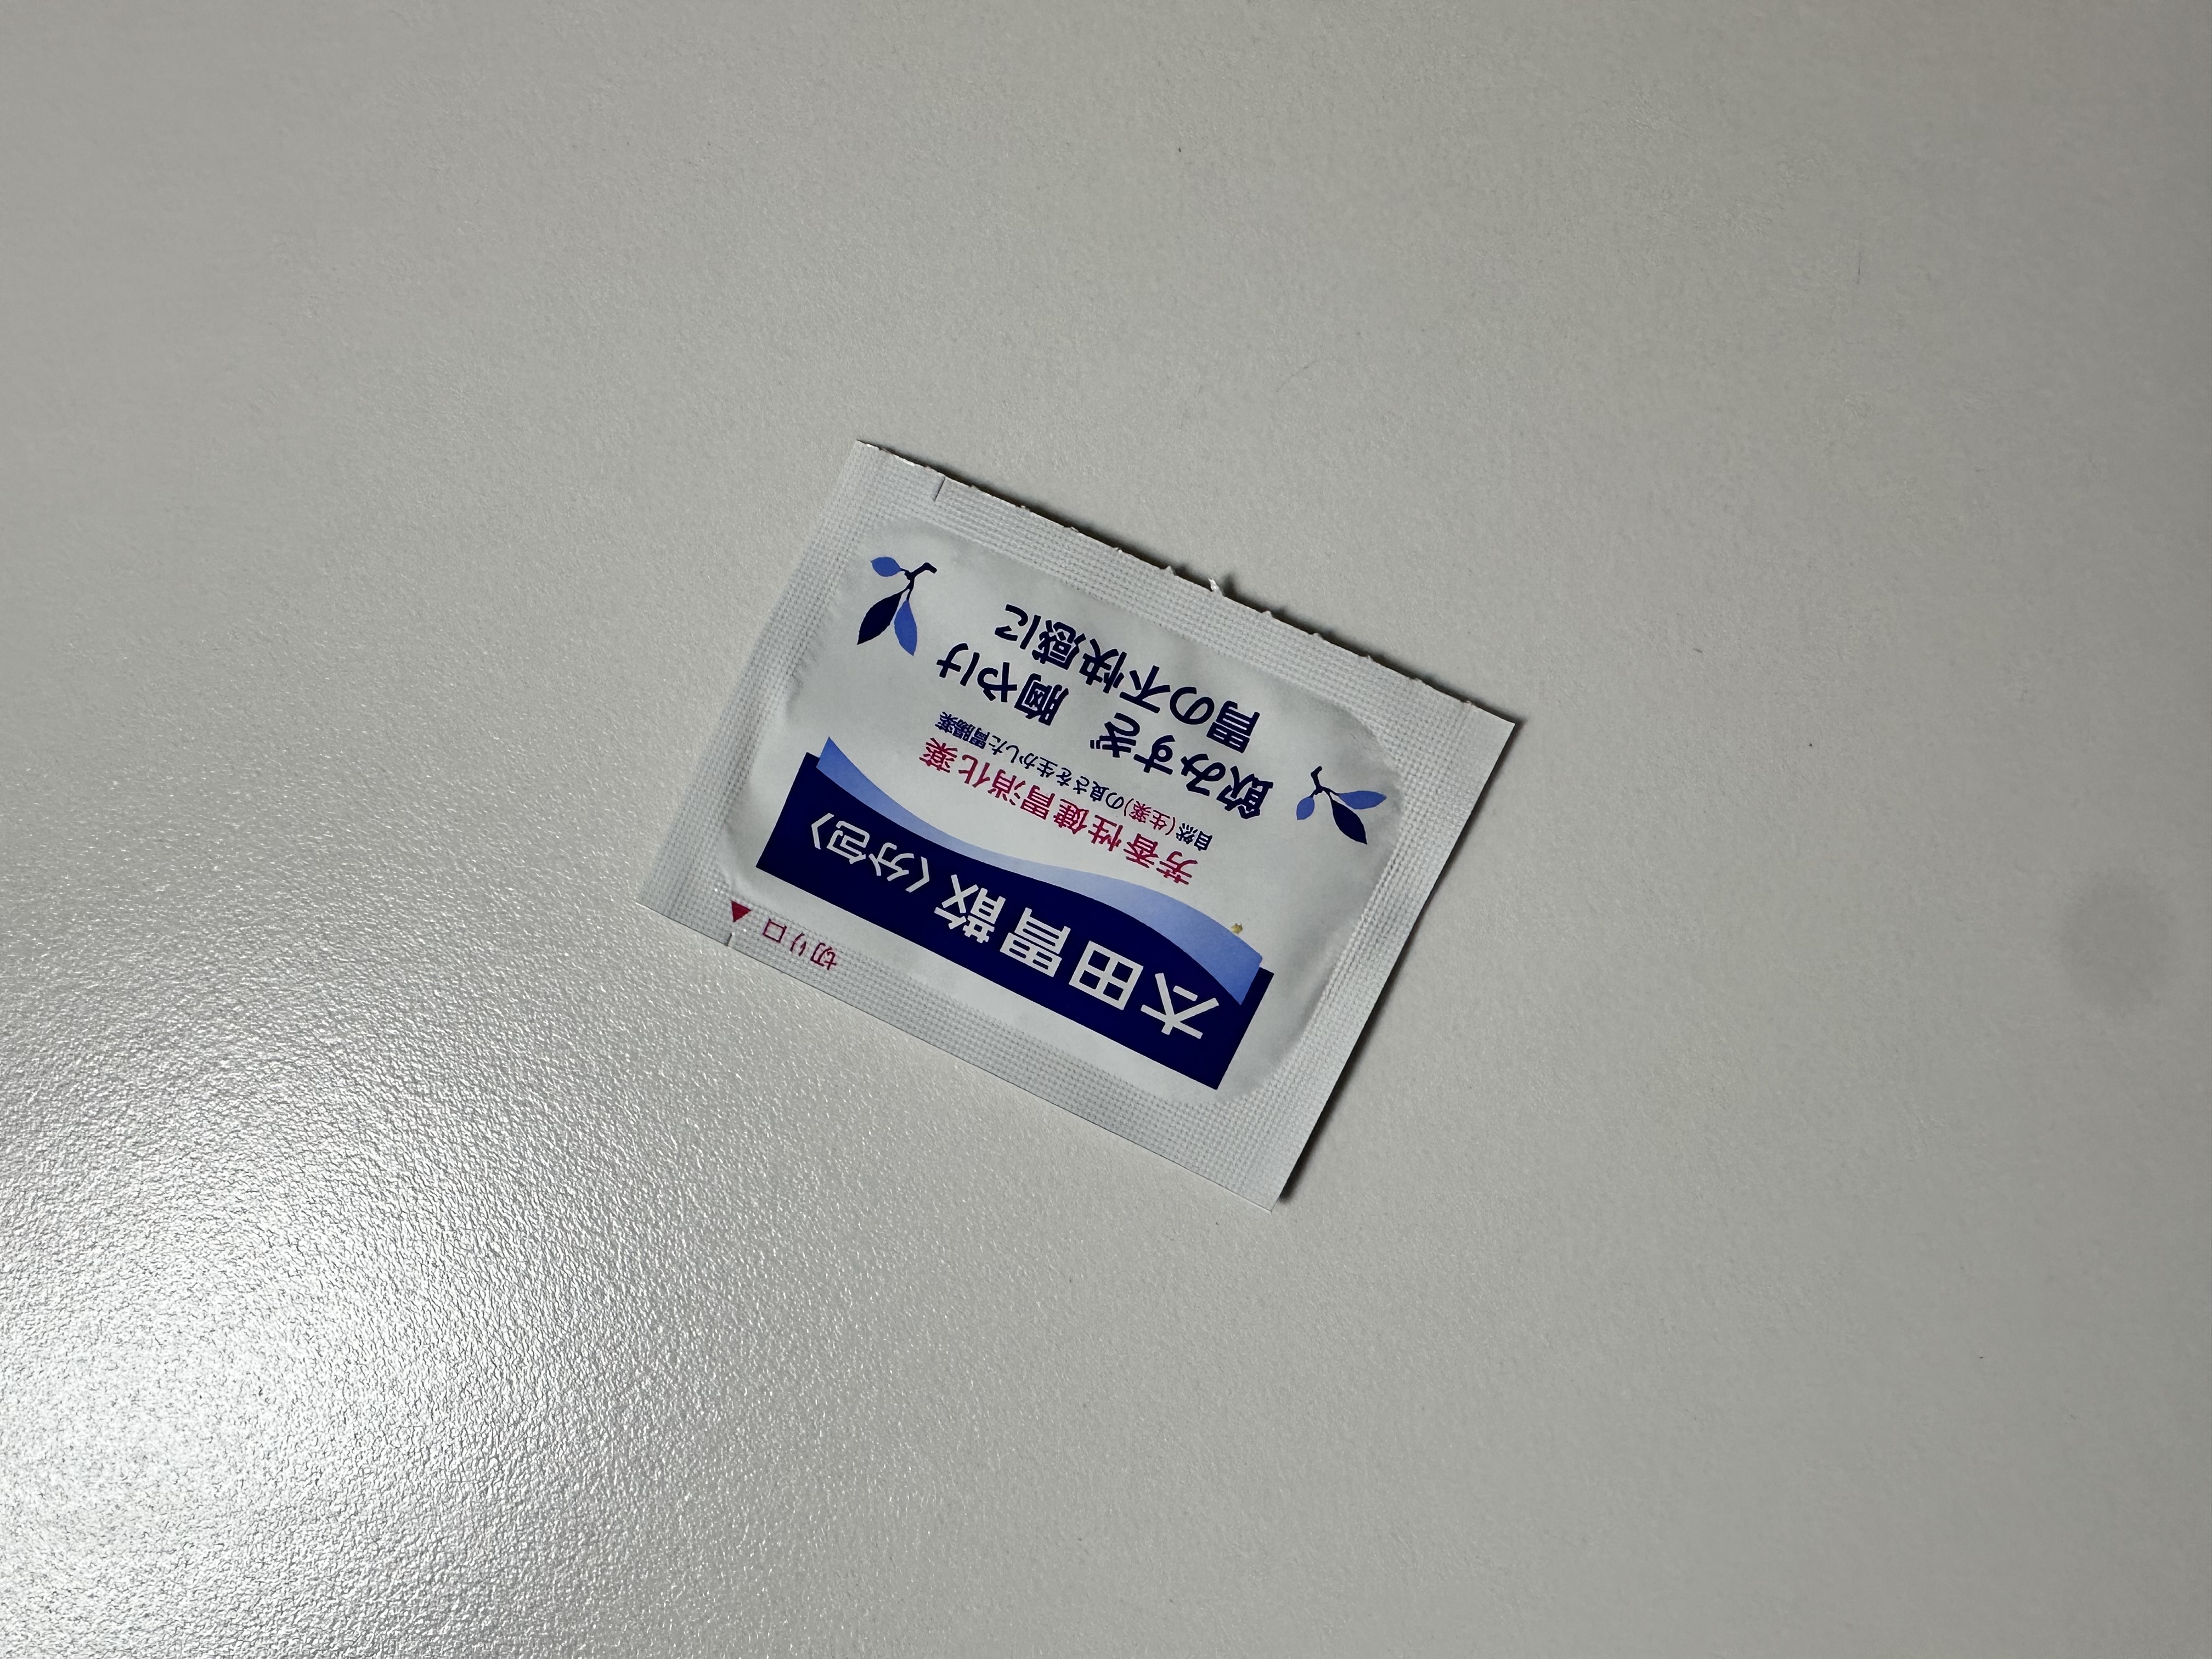 切り口
太田胃散〈分包〉
芳香性健胃消化薬
自然(生薬)の良さを生かした胃腸薬
飲みすぎ 胸やけ
胃の不快感に